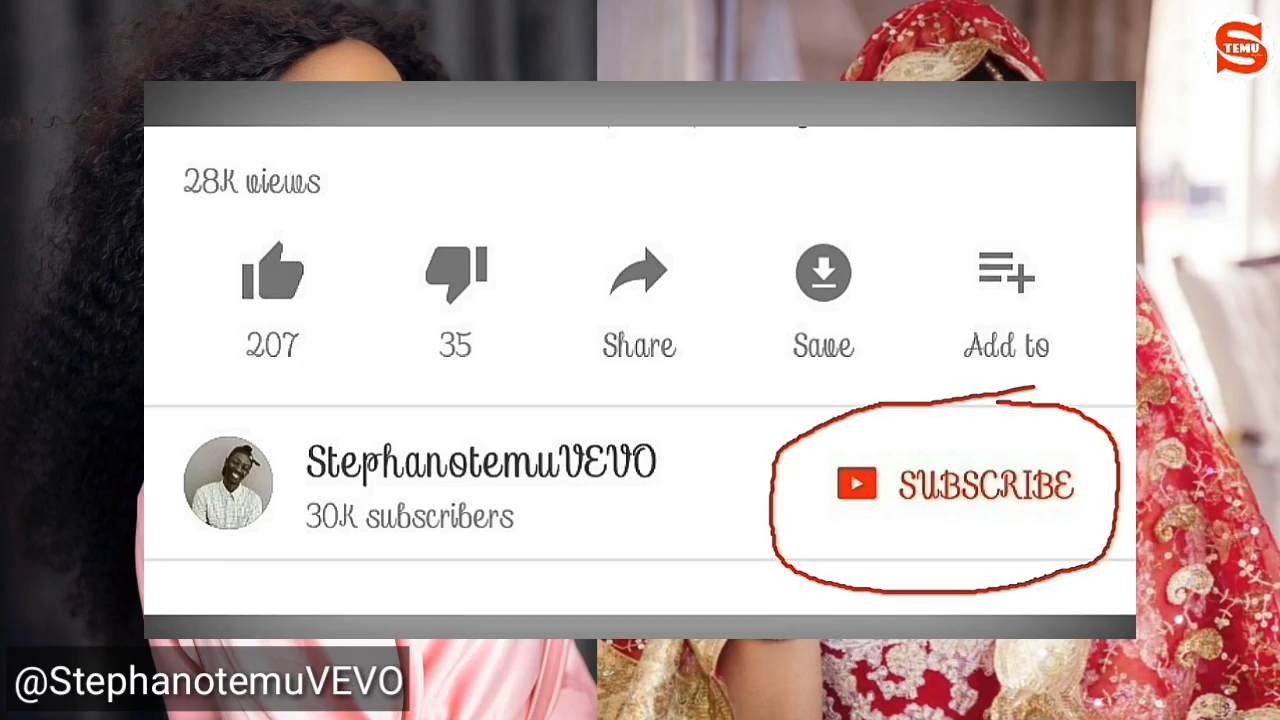 TEMU
28K views
207 35 Share Save Add to
StephanotemuVEVO
30K subscribers
SUBSCRIBE
@StephanotemuVEVO